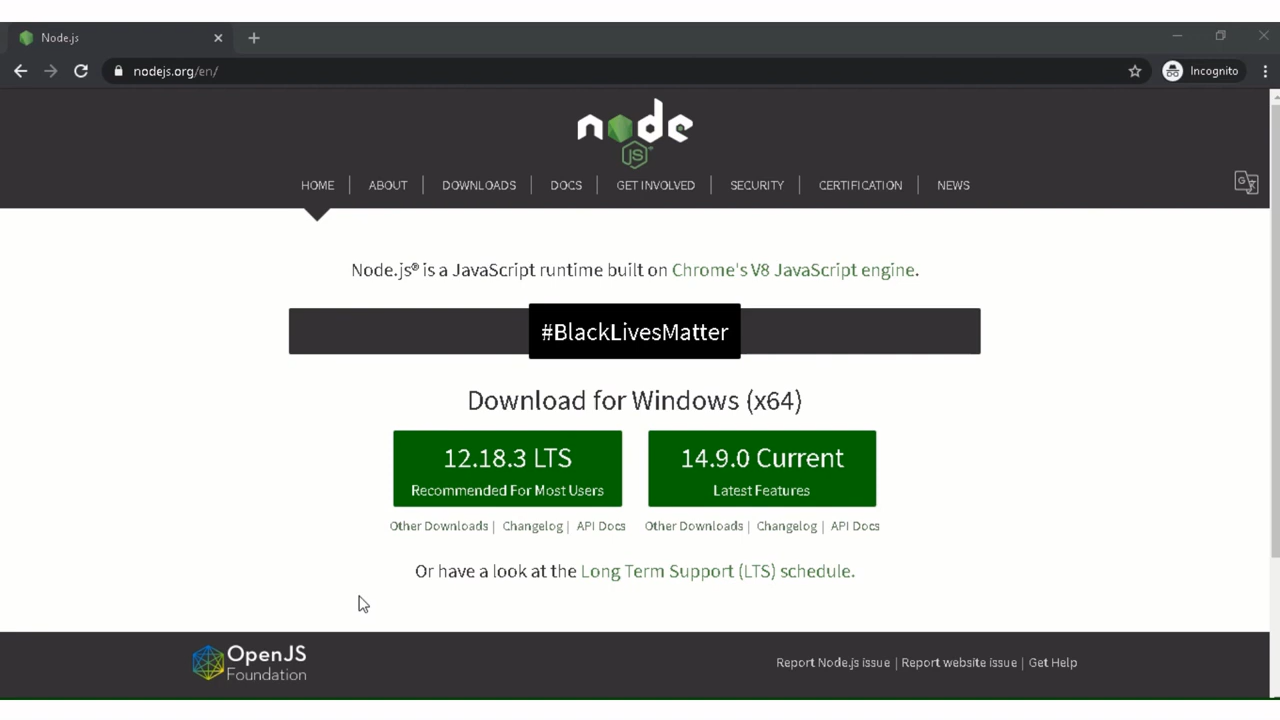 Node.js
nodejs.org/en/
Incognito
node
JS
HOME
ABOUT
DOWNLOADS
DOCS
GET INVOLVED
SECURITY
CERTIFICATION
NEWS
Node.js® is a JavaScript runtime built on Chrome's V8 JavaScript engine.
#BlackLivesMatter
Download for Windows (x64)
12.18.3 LTS
Recommended For Most Users
14.9.0 Current
Latest Features
Other Downloads | Changelog | API Docs
Other Downloads | Changelog | API Docs
Or have a look at the Long Term Support (LTS) schedule.
OpenJS
Foundation
Report Node.js issue | Report website issue | Get Help